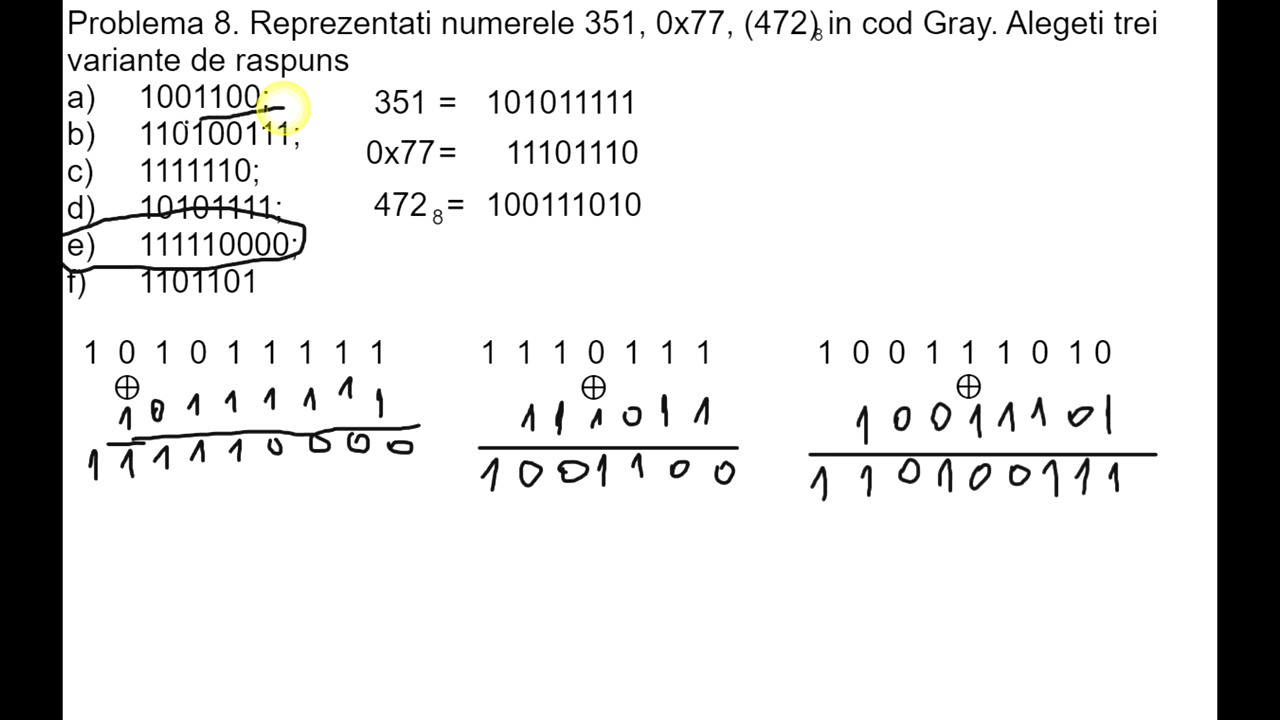 Problema 8. Reprezentati numerele 351, 0x77, (472)₈ in cod Gray. Alegeti trei
variante de raspuns
a) 1001100;
b) 110100111;
c) 1111110;
d) 10101111;
e) 111110000;
f) 1101101
351 = 101011111
0x77 = 11101110
472₈ = 100111010
1 0 1 0 1 1 1 1 1
⊕
1 0 1 1 1 1 1 1
1 1 1 1 1 0 0 0 0
1 1 1 0 1 1 1
⊕
1 1 1 0 1 1
1 0 0 1 1 0 0
1 0 0 1 1 1 0 1 0
⊕
1 0 0 1 1 1 0 1
1 1 0 1 0 0 1 1 1